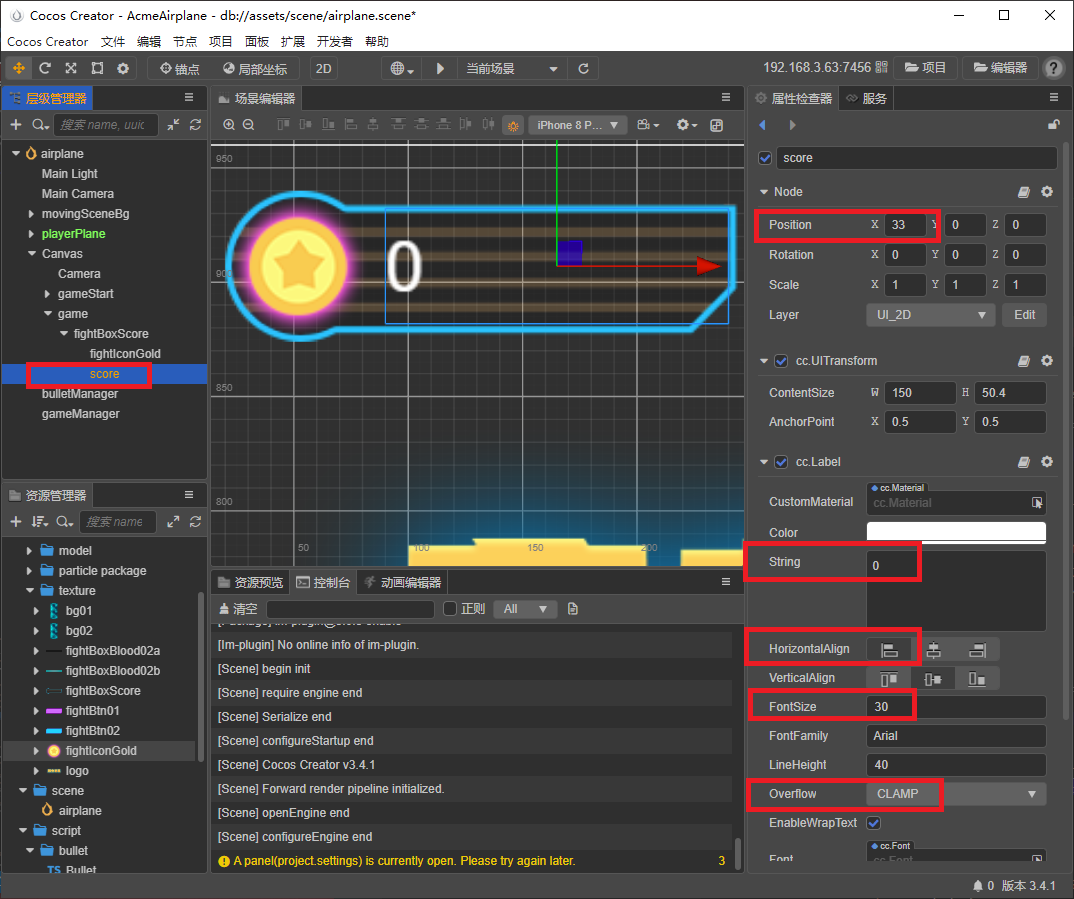 Cocos Creator - AcmeAirplane - db://assets/scene/airplane.scene*
Cocos Creator 文件 编辑 节点 项目 面板 扩展 开发者 帮助
锚点 局部坐标 2D 当前场景 192.168.3.63:7456 项目 编辑器 ?
层级管理器
搜索 name, uuic
airplane
Main Light
Main Camera
movingSceneBg
playerPlane
Canvas
Camera
gameStart
game
fightBoxScore
fightIconGold
score
bulletManager
gameManager
资源管理器
搜索 name
model
particle package
texture
bg01
bg02
fightBoxBlood02a
fightBoxBlood02b
fightBoxScore
fightBtn01
fightBtn02
fightIconGold
logo
scene
airplane
script
bullet
TS Bullet
场景编辑器
iPhone 8 P...
950
900
850
800
50 100 150 200
0
资源预览 控制台 动画编辑器
清空 正则 All
[Im-plugin] No online info of im-plugin.
[Scene] begin init
[Scene] require engine end
[Scene] Serialize end
[Scene] configureStartup end
[Scene] Cocos Creator v3.4.1
[Scene] Forward render pipeline initialized.
[Scene] openEngine end
[Scene] configureEngine end
A panel(project.settings) is currently open. Please try again later. 3
属性检查器 服务
score
Node
Position X 33 Y 0 Z 0
Rotation X 0 Y 0 Z 0
Scale X 1 Y 1 Z 1
Layer UI_2D Edit
cc.UITransform
ContentSize W 150 H 50.4
AnchorPoint X 0.5 Y 0.5
cc.Label
cc.Material
CustomMaterial cc.Material
Color
String 0
HorizontalAlign
VerticalAlign
FontSize 30
FontFamily Arial
LineHeight 40
Overflow CLAMP
EnableWrapText
cc.Font
Font cc.Font
0 版本 3.4.1